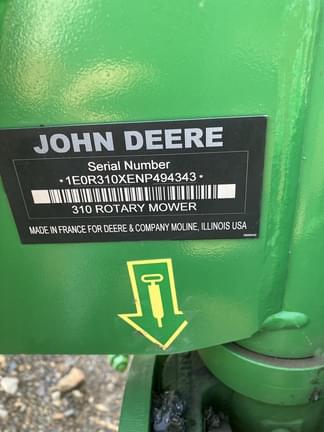 JOHN DEERE
Serial Number
*1E0R310XENP494343*
310 ROTARY MOWER
MADE IN FRANCE FOR DEERE & COMPANY MOLINE, ILLINOIS USA